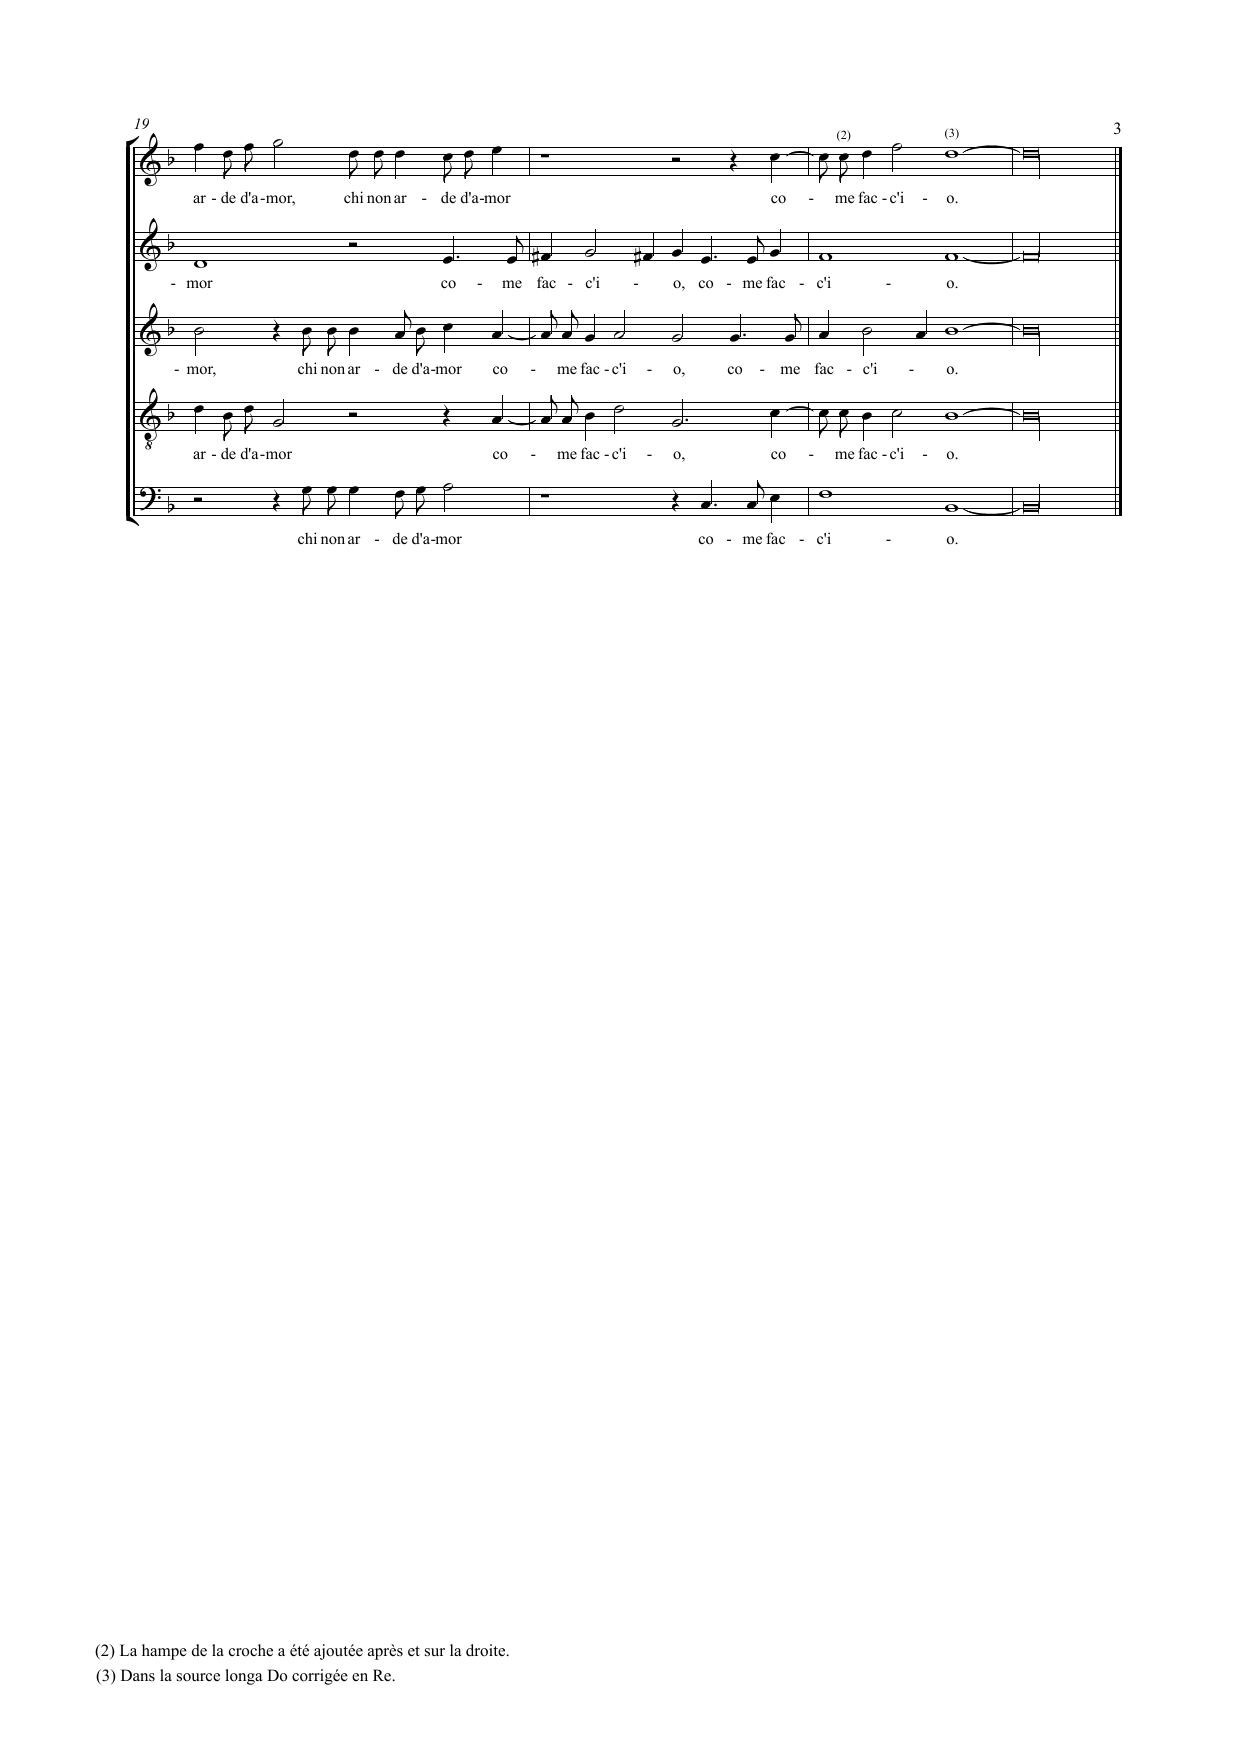 19
3
(2)
(3)
ar - de d'a-mor, chi non ar - de d'a-mor co - me fac - c'i - o.
- mor co - me fac - c'i - o, co - me fac - c'i - o.
- mor, chi non ar - de d'a-mor co - me fac - c'i - o, co - me fac - c'i - o.
8
ar - de d'a-mor co - me fac - c'i - o, co - me fac - c'i - o.
chi non ar - de d'a-mor co - me fac - c'i - o.
(2) La hampe de la croche a été ajoutée après et sur la droite.
(3) Dans la source longa Do corrigée en Re.